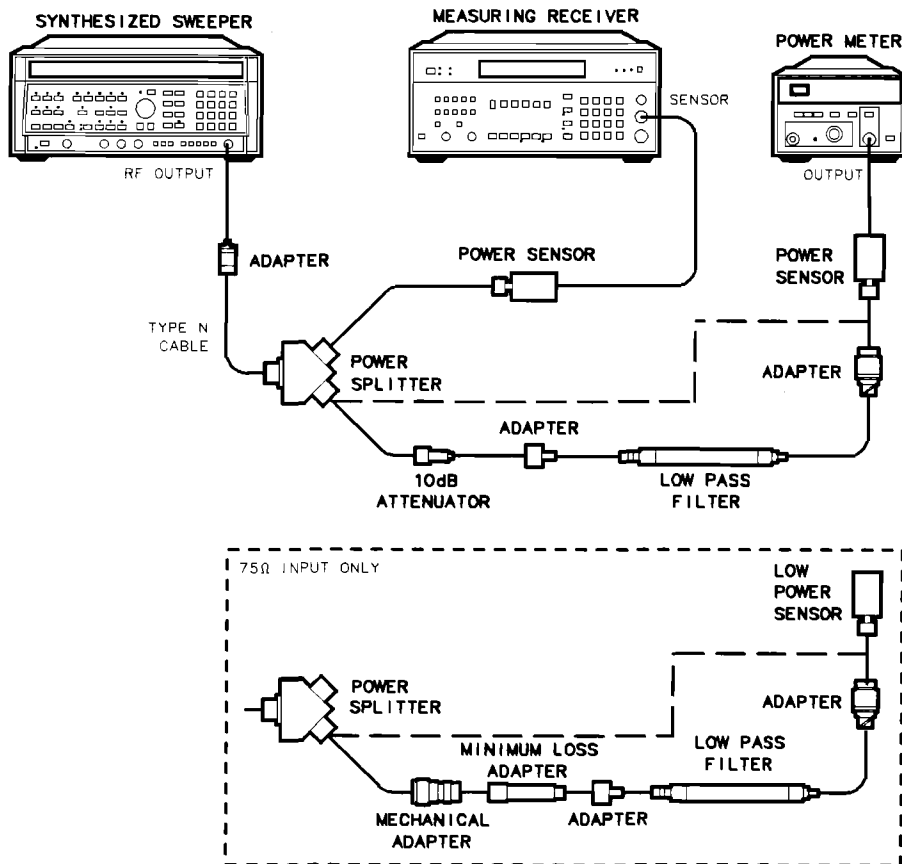 SYNTHESIZED SWEEPER
MEASURING RECEIVER
POWER METER
SENSOR
RF OUTPUT
OUTPUT
ADAPTER
POWER SENSOR
POWER
SENSOR
TYPE N
CABLE
POWER
SPLITTER
ADAPTER
ADAPTER
10dB
ATTENUATOR
LOW PASS
FILTER
75Ω INPUT ONLY
LOW
POWER
SENSOR
POWER
SPLITTER
ADAPTER
MINIMUM LOSS
ADAPTER
LOW PASS
FILTER
MECHANICAL
ADAPTER
ADAPTER